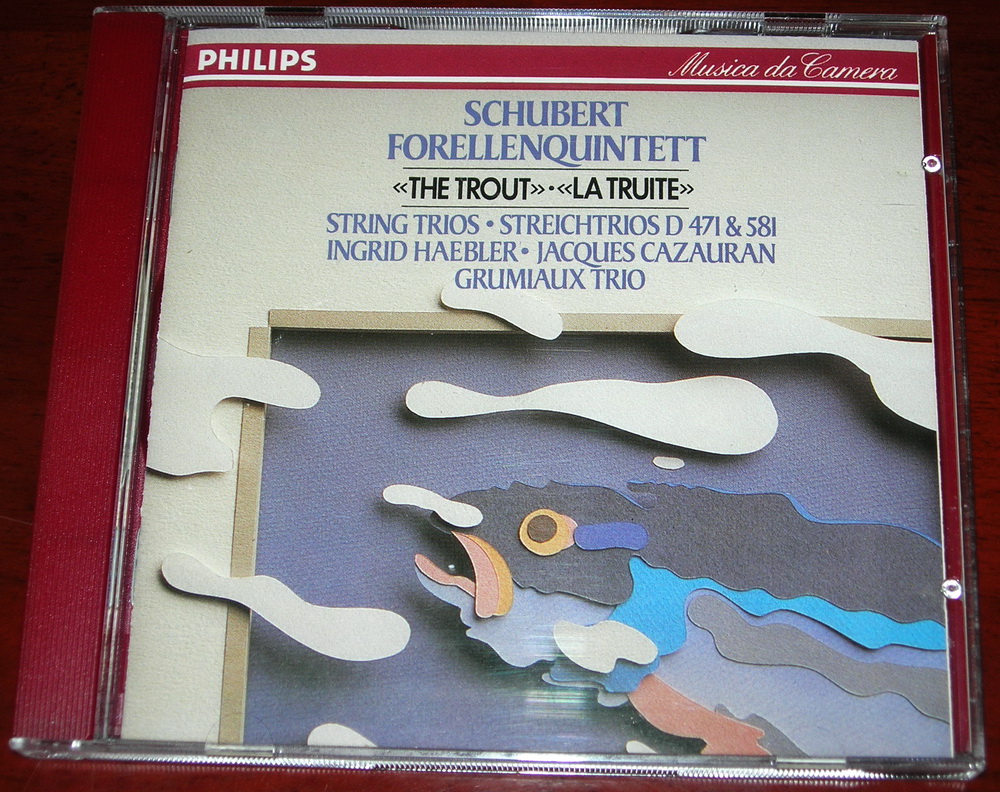 PHILIPS
Musica da Camera
SCHUBERT
FORELLENQUINTETT
«THE TROUT»·«LA TRUITE»
STRING TRIOS • STREICHTRIOS D 471 & 581
INGRID HAEBLER • JACQUES CAZAURAN
GRUMIAUX TRIO